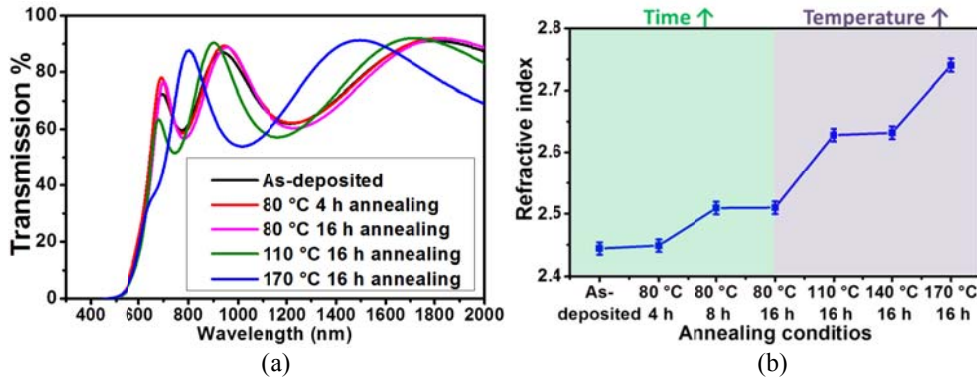 100
80
60
40
20
0
Transmission %
As-deposited
80 °C 4 h annealing
80 °C 16 h annealing
110 °C 16 h annealing
170 °C 16 h annealing
400 600 800 1000 1200 1400 1600 1800 2000
Wavelength (nm)
(a)
Time ↑ Temperature ↑
2.8
2.7
2.6
2.5
2.4
Refractive index
As- 80 °C 80 °C 80 °C 110 °C 140 °C 170 °C
deposited 4 h 8 h 16 h 16 h 16 h 16 h
Annealing conditios
(b)